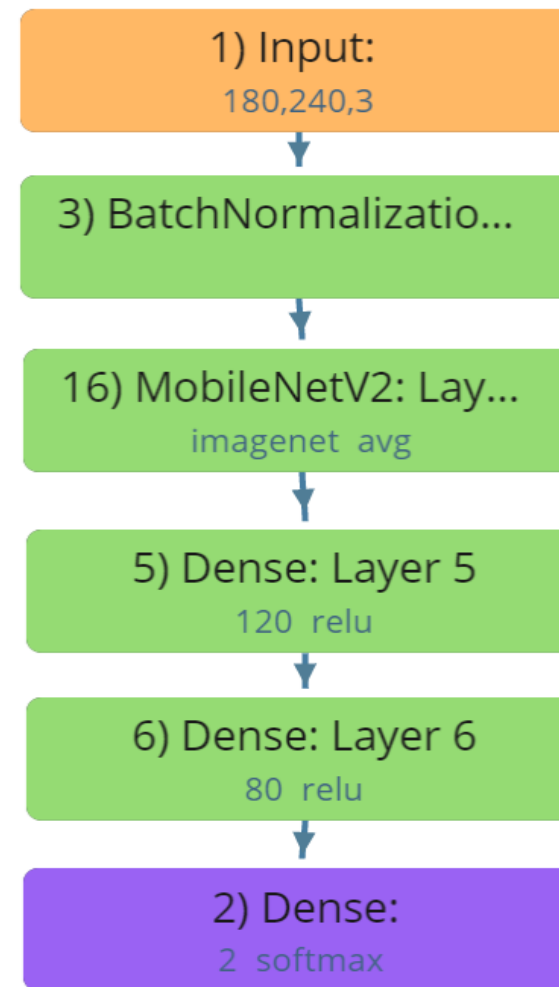 1) Input:
180,240,3
3) BatchNormalizatio...
16) MobileNetV2: Lay...
imagenet avg
5) Dense: Layer 5
120 relu
6) Dense: Layer 6
80 relu
2) Dense:
2 softmax